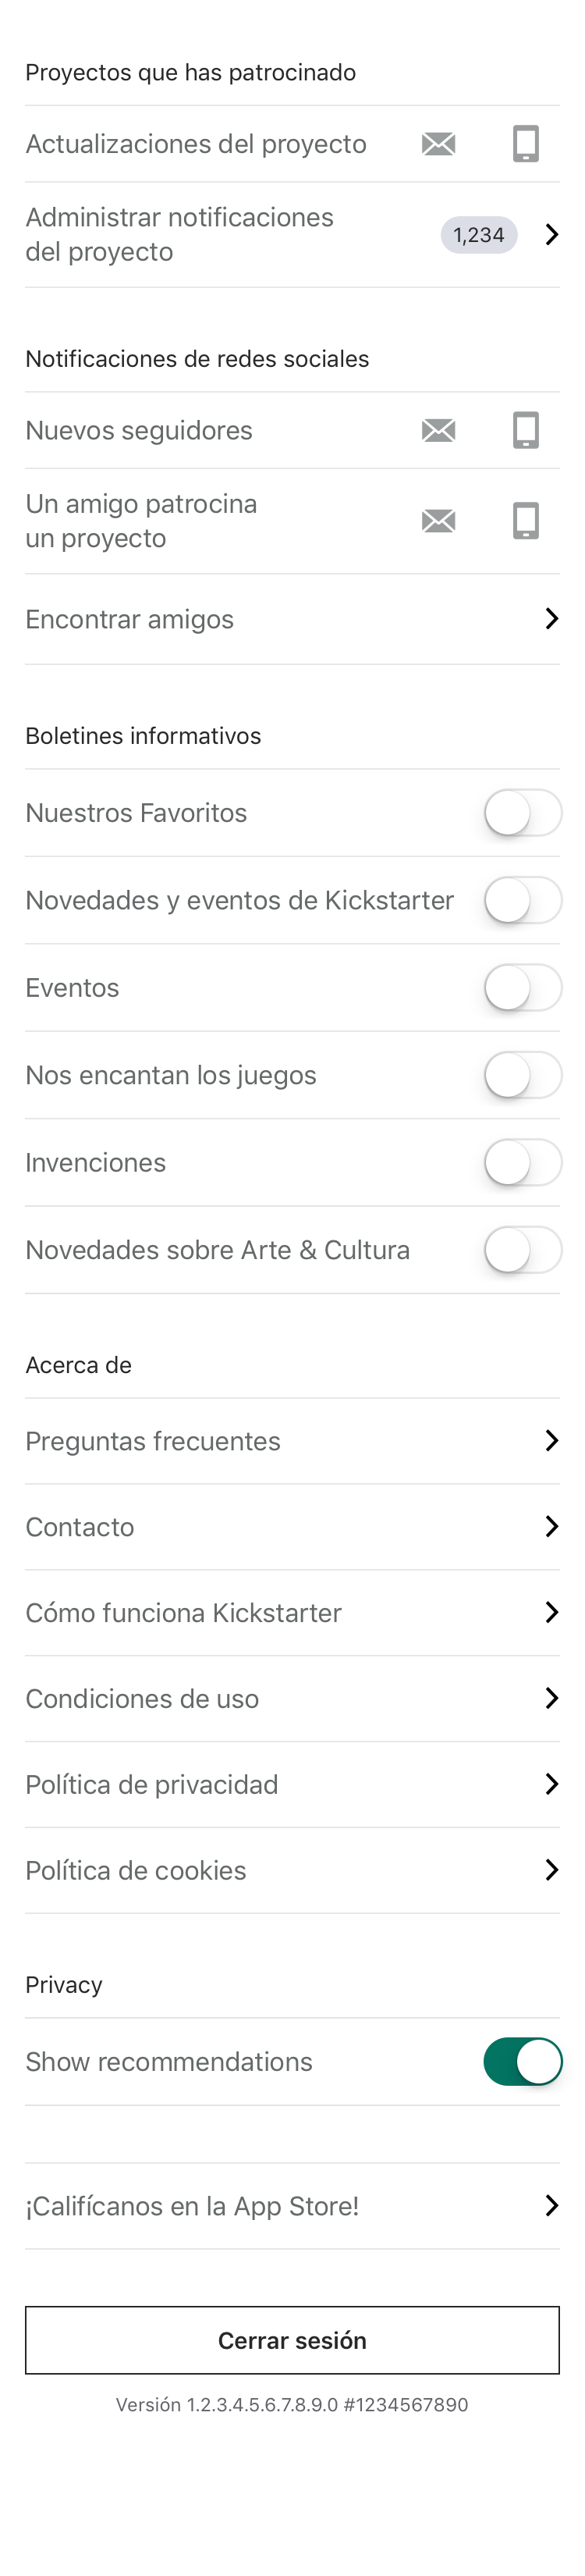 Proyectos que has patrocinado
Actualizaciones del proyecto
Administrar notificaciones
del proyecto
1,234
Notificaciones de redes sociales
Nuevos seguidores
Un amigo patrocina
un proyecto
Encontrar amigos
Boletines informativos
Nuestros Favoritos
Novedades y eventos de Kickstarter
Eventos
Nos encantan los juegos
Invenciones
Novedades sobre Arte & Cultura
Acerca de
Preguntas frecuentes
Contacto
Cómo funciona Kickstarter
Condiciones de uso
Política de privacidad
Política de cookies
Privacy
Show recommendations
¡Califícanos en la App Store!
Cerrar sesión
Versión 1.2.3.4.5.6.7.8.9.0 #1234567890